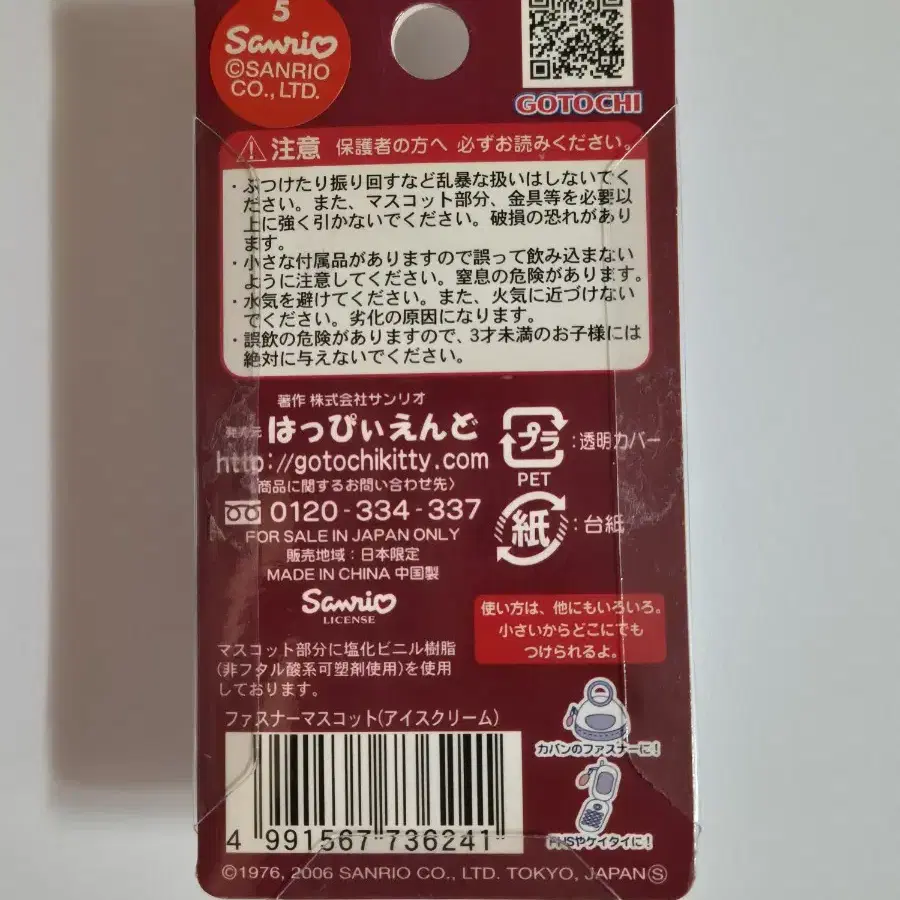 5
Sanrio
©SANRIO
CO., LTD.
GOTOCHI
注意 保護者の方へ 必ずお読みください。
・ぶつけたり振り回すなど乱暴な扱いはしないでく
ださい。また、マスコット部分、金具等を必要以
上に強く引かないでください。破損の恐れがあり
ます。
・小さな付属品がありますので誤って飲み込まない
ように注意してください。窒息の危険があります。
・水気を避けてください。また、火気に近づけない
でください。劣化の原因になります。
・誤飲の危険がありますので、3才未満のお子様には
絶対に与えないでください。
著作 株式会社サンリオ
発売元 はっぴぃえんど
http://gotochikitty.com
〈商品に関するお問い合わせ先〉
0120-334-337
FOR SALE IN JAPAN ONLY
販売地域：日本限定
MADE IN CHINA 中国製
Sanrio
LICENSE
プラ：透明カバー
PET
紙：台紙
マスコット部分に塩化ビニル樹脂
(非フタル酸系可塑剤使用)を使用
しております。
ファスナーマスコット(アイスクリーム)
使い方は、他にもいろいろ。
小さいからどこにでも
つけられるよ。
カバンのファスナーに！
PHSやケイタイに！
4 991567 736241
©1976, 2006 SANRIO CO., LTD. TOKYO, JAPAN Ⓢ